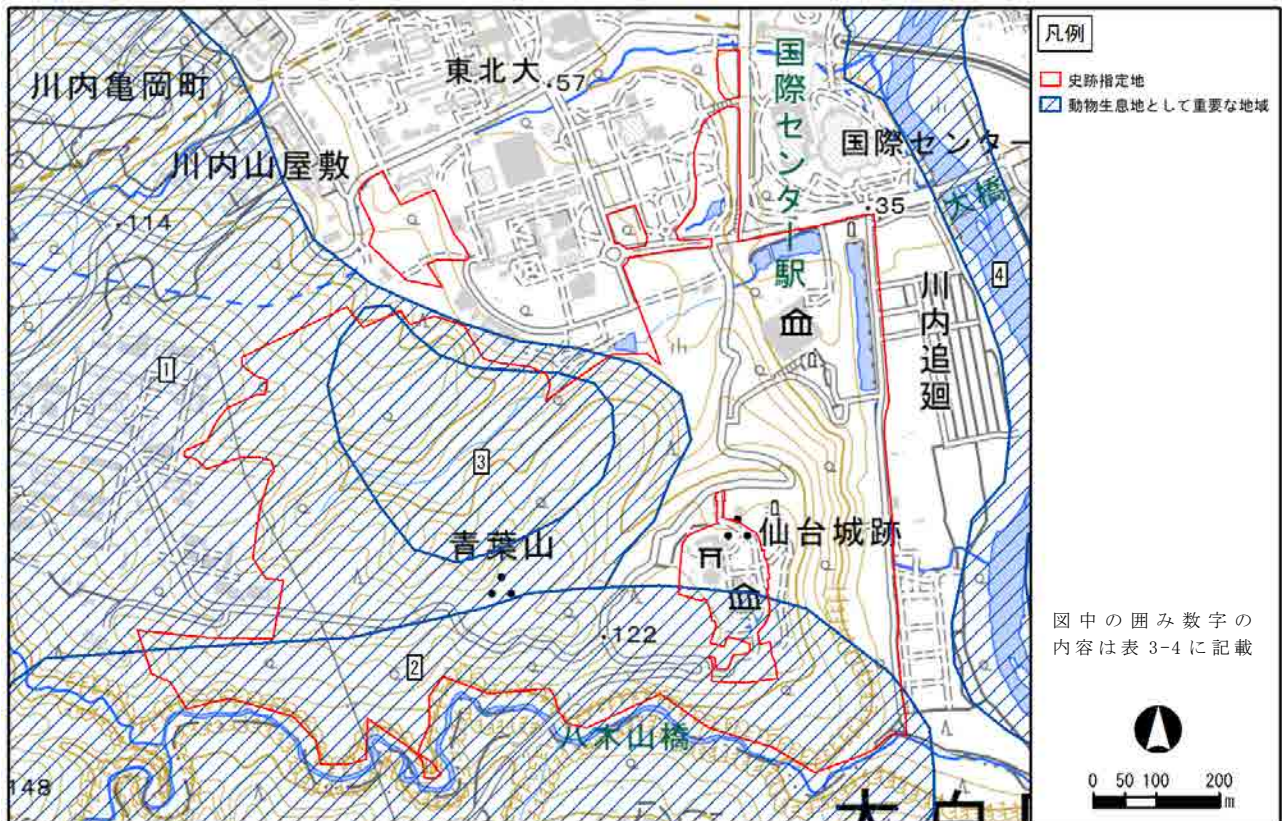 川内亀岡町
東北大
57
国際センター駅
国際センター
川内山屋敷
大橋
35
114
4
川内追廻
1
3
仙台城跡
青葉山
122
2
八木山橋
148
凡例
史跡指定地
動物生息地として重要な地域
図中の囲み数字の
内容は表 3-4 に記載
0 50 100 200
m